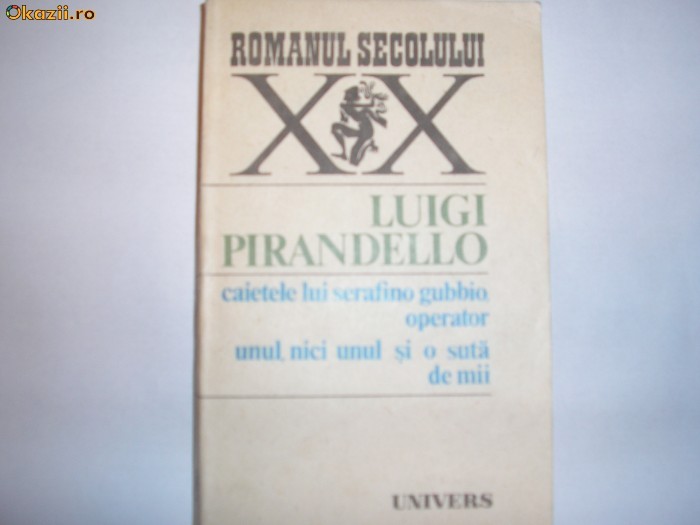 Okazii.ro
ROMANUL SECOLULUI
XX
LUIGI
PIRANDELLO
caietele lui serafino gubbio,
operator
unul, nici unul și o sută
de mii
UNIVERS